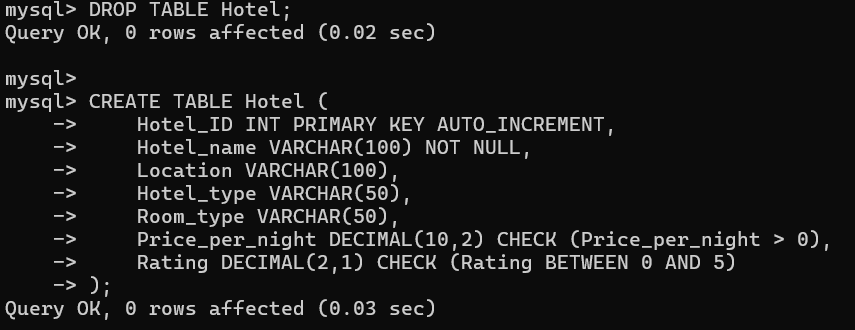 mysql> DROP TABLE Hotel;
Query OK, 0 rows affected (0.02 sec)

mysql>
mysql> CREATE TABLE Hotel (
    ->     Hotel_ID INT PRIMARY KEY AUTO_INCREMENT,
    ->     Hotel_name VARCHAR(100) NOT NULL,
    ->     Location VARCHAR(100),
    ->     Hotel_type VARCHAR(50),
    ->     Room_type VARCHAR(50),
    ->     Price_per_night DECIMAL(10,2) CHECK (Price_per_night > 0),
    ->     Rating DECIMAL(2,1) CHECK (Rating BETWEEN 0 AND 5)
    -> );
Query OK, 0 rows affected (0.03 sec)